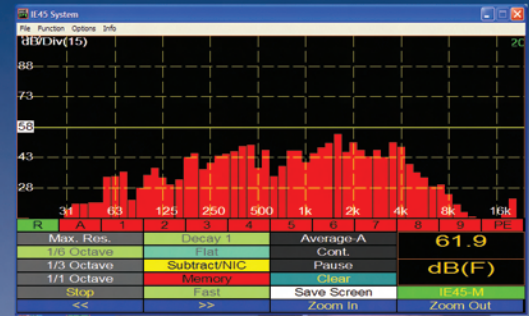 IE45 System
File Function Options Info
dB/Div(15) 20
88
73
58
43
28
31 63 125 250 500 1k 2k 4k 8k 16k
R A 1 2 3 4 5 6 7 8 9 PE
Max. Res. Decay 1 Average-A 61.9
1/6 Octave Flat Cont.
1/3 Octave Subtract/NIC Pause dB(F)
1/1 Octave Memory Clear
Stop Fast Save Screen IE45-M
<< >> Zoom In Zoom Out